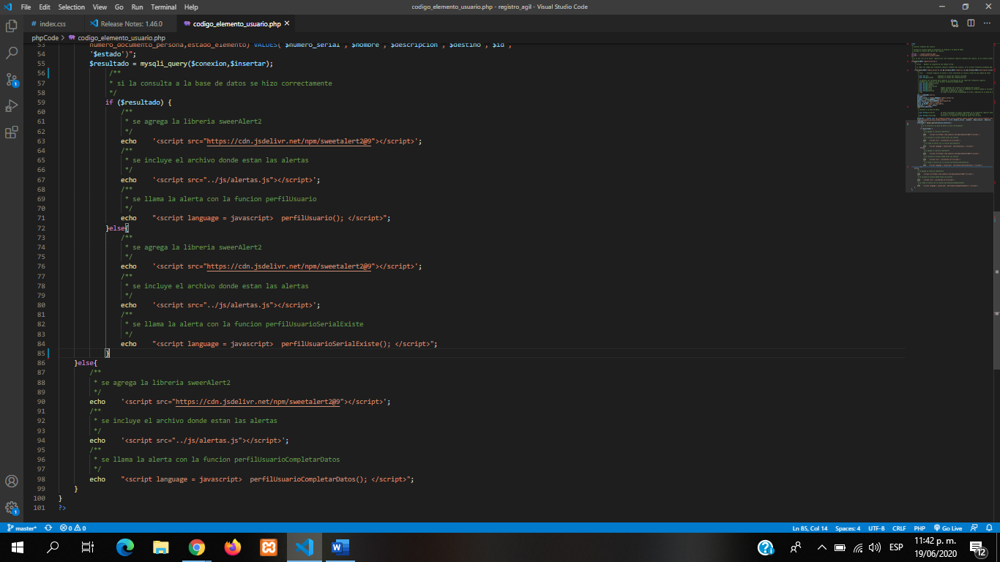 File Edit Selection View Go Run Terminal Help
codigo_elemento_usuario.php - registro_agil - Visual Studio Code
# index.css
Release Notes: 1.46.0
codigo_elemento_usuario.php
phpCode > codigo_elemento_usuario.php
53 numero_documento_persona,estado_elemento) VALUES('$numero_serial','$nombre','$descripcion','$destino','$id',
54 '$estado')";
55 $resultado = mysqli_query($conexion,$insertar);
56 /**
57 * si la consulta a la base de datos se hizo correctamente
58 */
59 if ($resultado) {
60 /**
61 * se agrega la libreria sweerAlert2
62 */
63 echo '<script src="https://cdn.jsdelivr.net/npm/sweetalert2@9"></script>';
64 /**
65 * se incluye el archivo donde estan las alertas
66 */
67 echo '<script src="../js/alertas.js"></script>';
68 /**
69 * se llama la alerta con la funcion perfilUsuario
70 */
71 echo "<script language = javascript> perfilUsuario(); </script>";
72 }else{
73 /**
74 * se agrega la libreria sweerAlert2
75 */
76 echo '<script src="https://cdn.jsdelivr.net/npm/sweetalert2@9"></script>';
77 /**
78 * se incluye el archivo donde estan las alertas
79 */
80 echo '<script src="../js/alertas.js"></script>';
81 /**
82 * se llama la alerta con la funcion perfilUsuarioSerialExiste
83 */
84 echo "<script language = javascript> perfilUsuarioSerialExiste(); </script>";
85 }
86 }else{
87 /**
88 * se agrega la libreria sweerAlert2
89 */
90 echo '<script src="https://cdn.jsdelivr.net/npm/sweetalert2@9"></script>';
91 /**
92 * se incluye el archivo donde estan las alertas
93 */
94 echo '<script src="../js/alertas.js"></script>';
95 /**
96 * se llama la alerta con la funcion perfilUsuarioCompletarDatos
97 */
98 echo "<script language = javascript> perfilUsuarioCompletarDatos(); </script>";
99 }
100 }
101 ?>
1
1
master* 0 0
Ln 85, Col 14 Spaces: 4 UTF-8 CRLF PHP Go Live
W
ESP
11:42 p. m.
19/06/2020
12